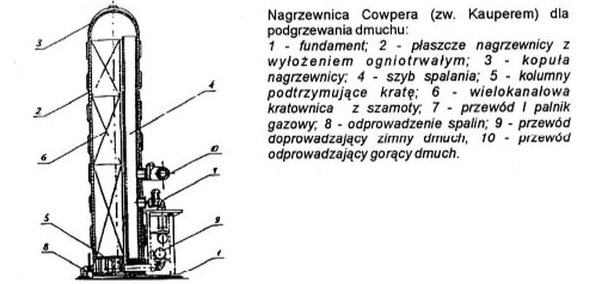 Nagrzewnica Cowpera (zw. Kauperem) dla
podgrzewania dmuchu:
1 - fundament; 2 - płaszcze nagrzewnicy z
wyłożeniem ogniotrwałym; 3 - kopuła
nagrzewnicy; 4 - szyb spalania; 5 - kolumny
podtrzymujące kratę; 6 - wielokanałowa
kratownica z szamoty; 7 - przewód I palnik
gazowy; 8 - odprowadzenie spalin; 9 - przewód
doprowadzający zimny dmuch, 10 - przewód
odprowadzający gorący dmuch.
3
2
4
6
10
7
5
9
8
1